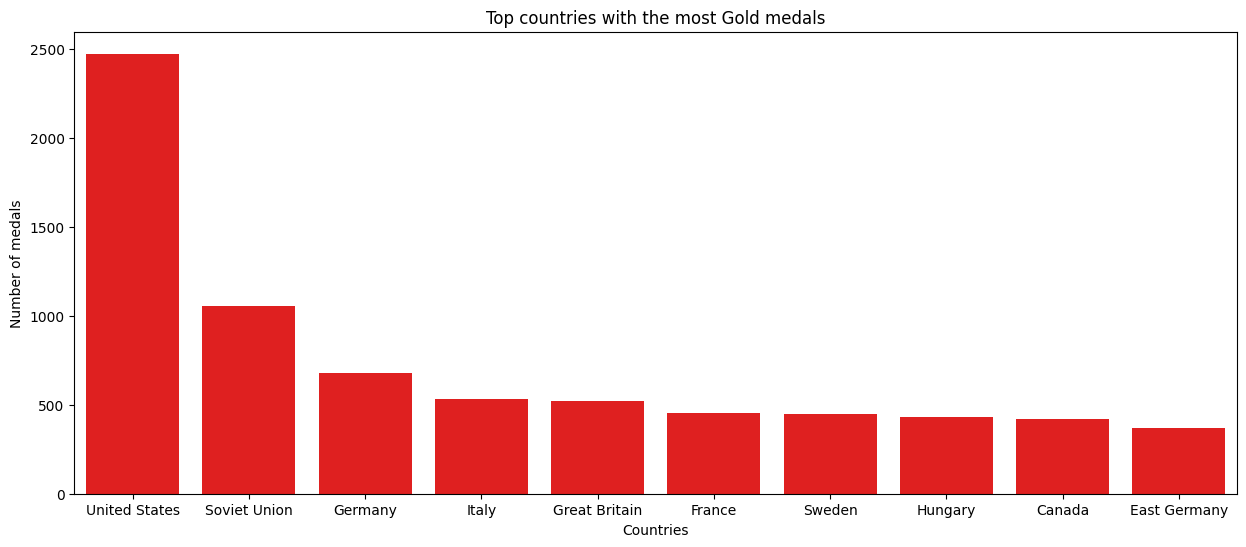 Top countries with the most Gold medals
Number of medals
2500
2000
1500
1000
500
0
United States Soviet Union Germany Italy Great Britain France Sweden Hungary Canada East Germany
Countries